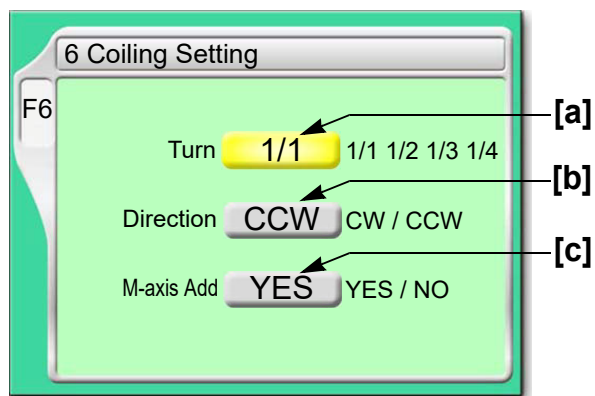 6 Coiling Setting
F6
[a]
Turn 1/1 1/1 1/2 1/3 1/4
[b]
Direction CCW CW / CCW
[c]
M-axis Add YES YES / NO